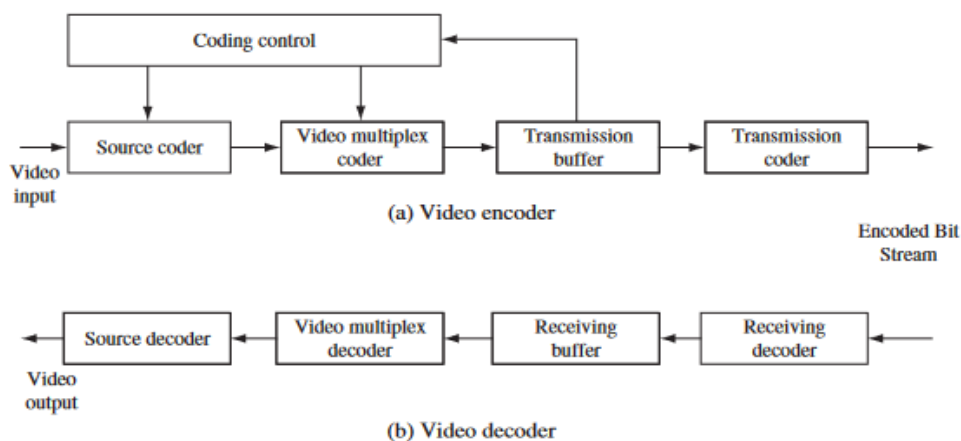 Coding control
Source coder
Video multiplex
coder
Transmission
buffer
Transmission
coder
Video
input
(a) Video encoder
Encoded Bit
Stream
Source decoder
Video multiplex
decoder
Receiving
buffer
Receiving
decoder
Video
output
(b) Video decoder